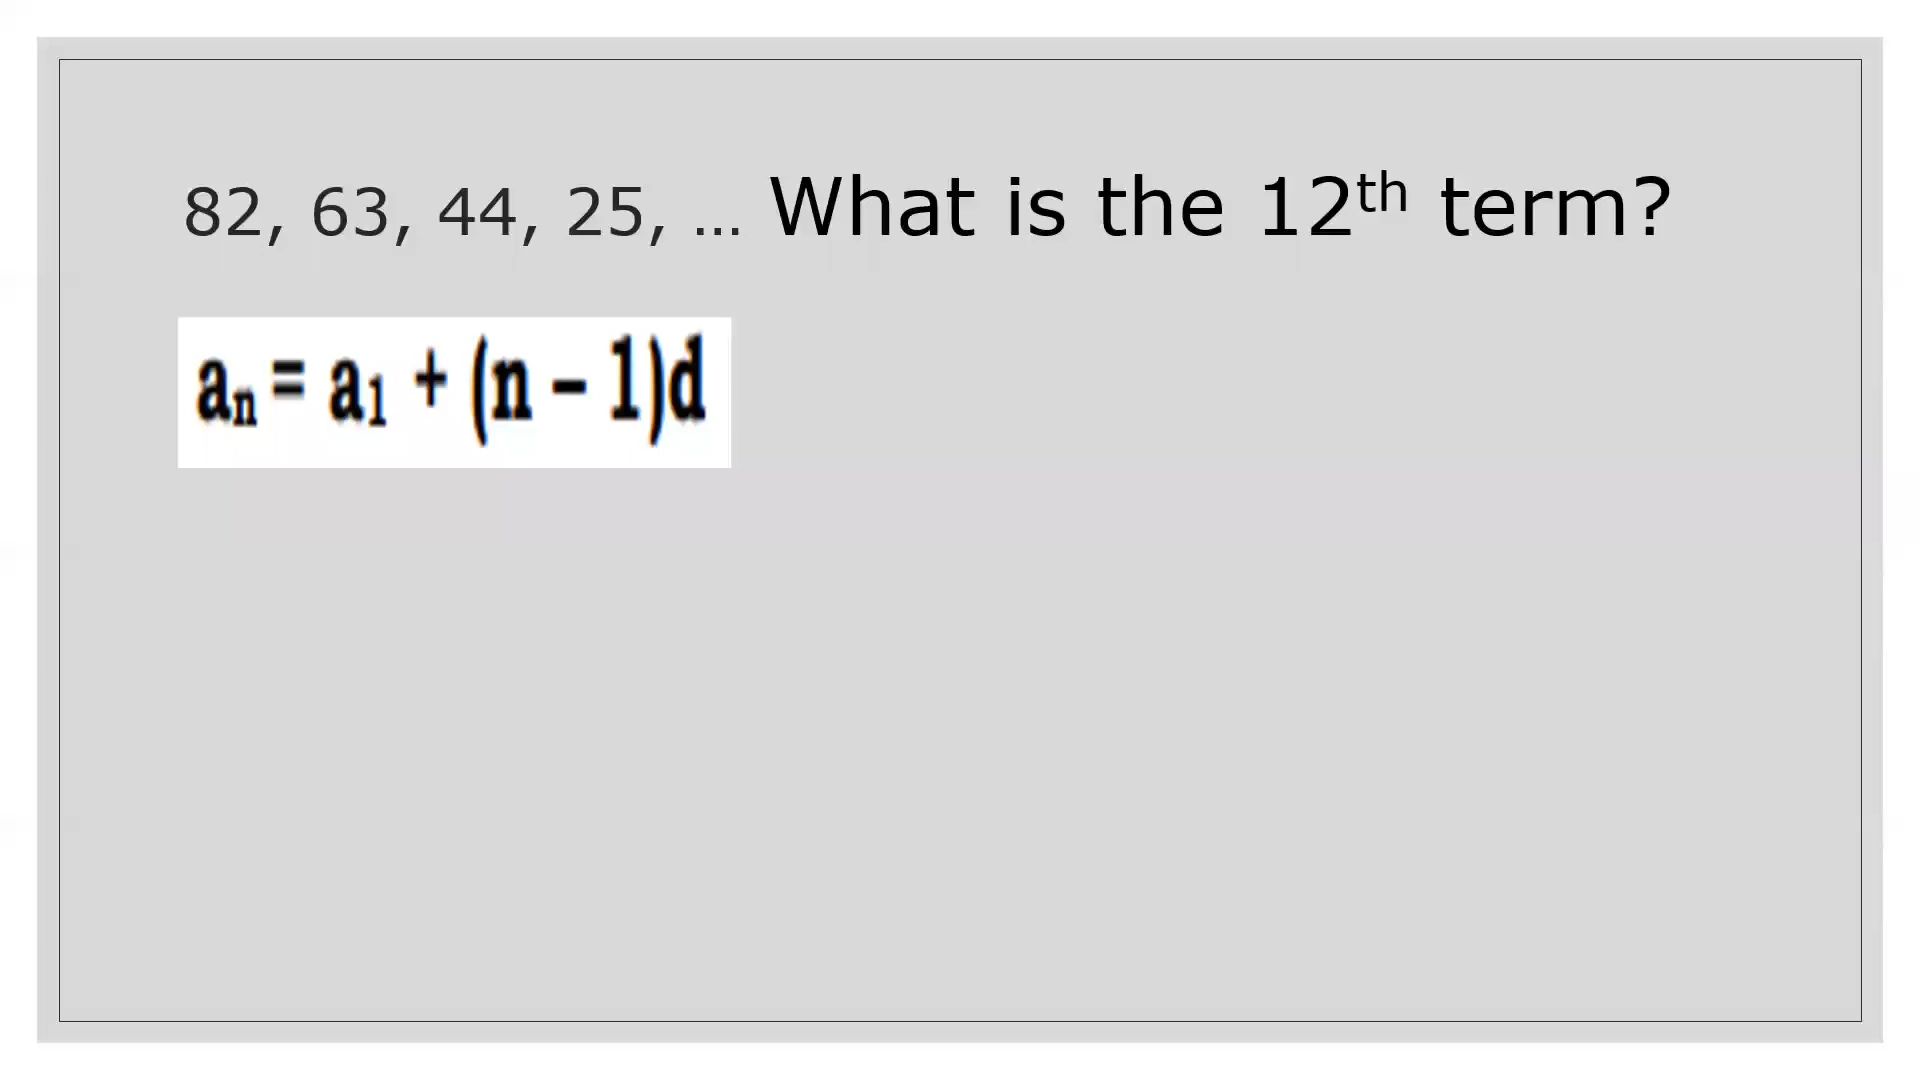 82, 63, 44, 25, … What is the 12th term?
an = a1 + (n – 1)d